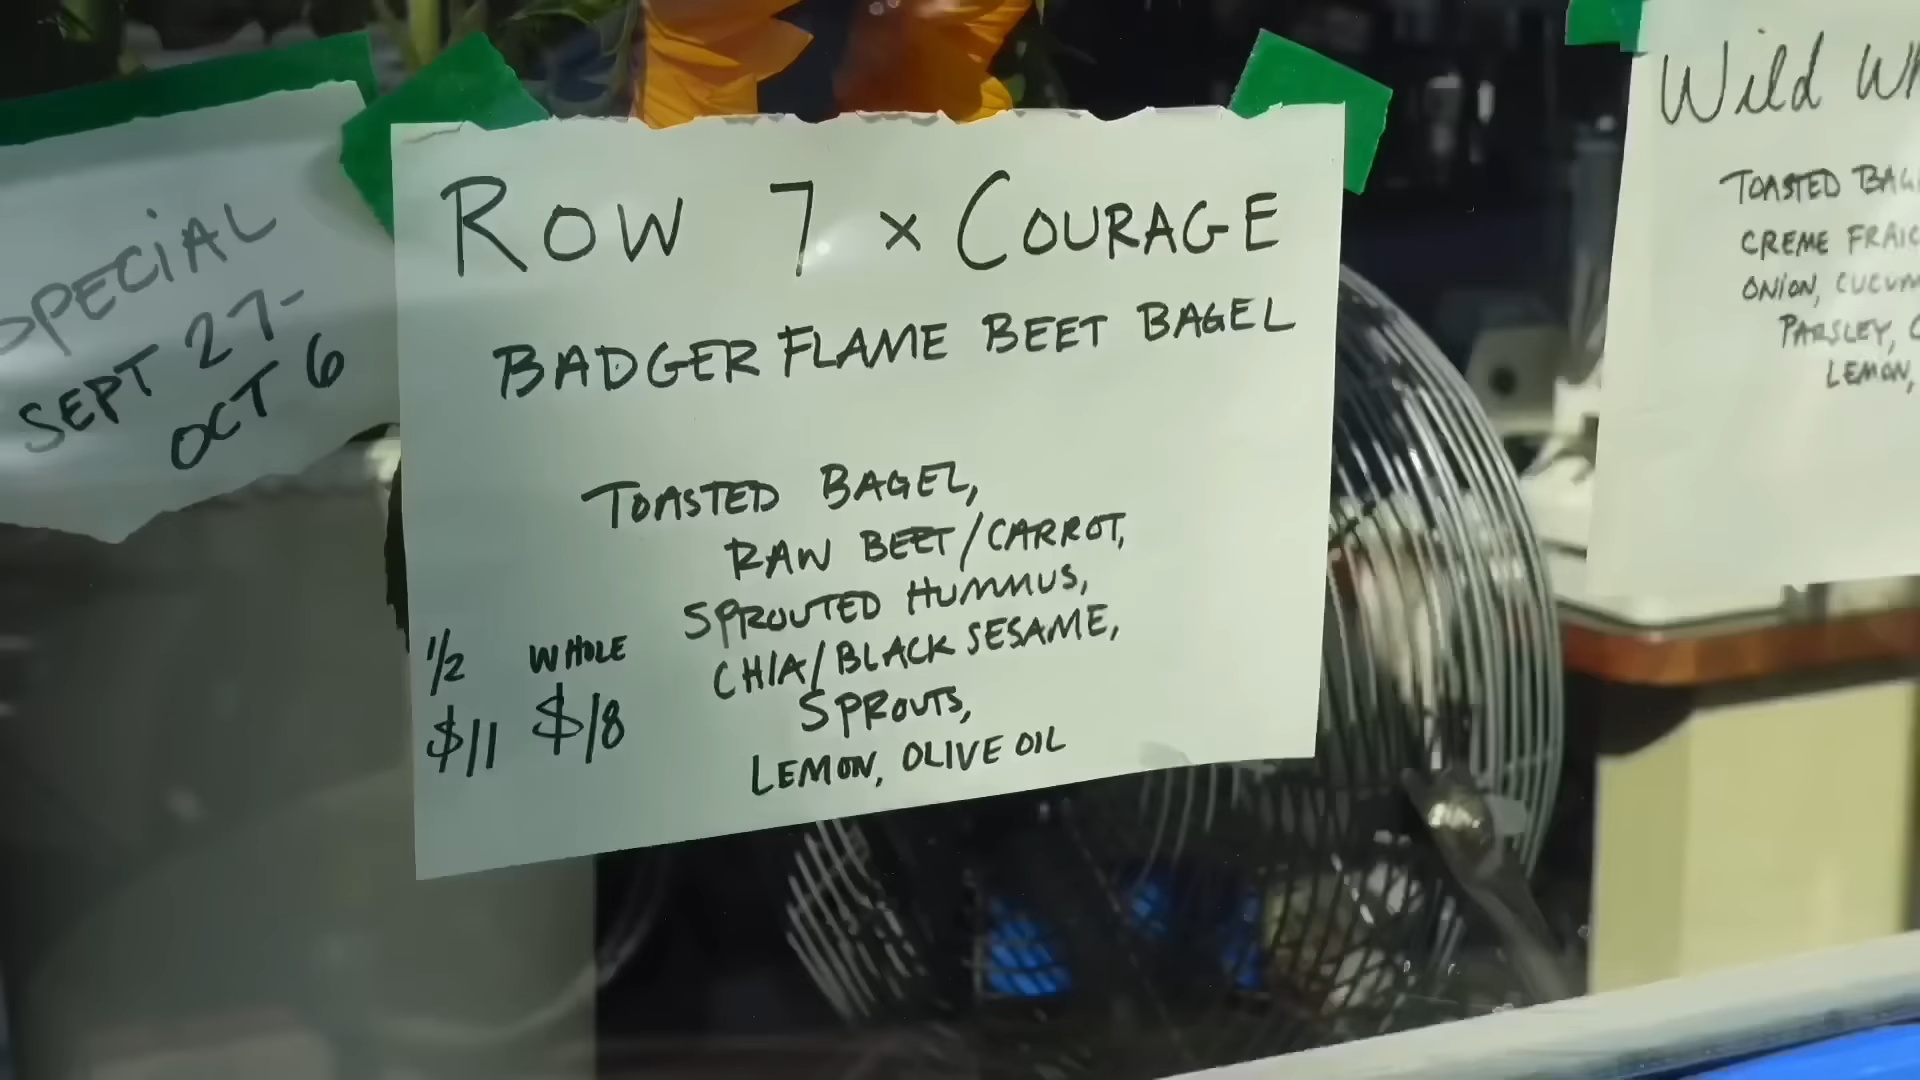 SPECIAL
SEPT 27-
OCT 6
ROW 7 x COURAGE
BADGER FLAME BEET BAGEL
TOASTED BAGEL,
RAW BEET/CARROT,
SPROUTED HUMMUS,
CHIA/BLACK SESAME,
SPROUTS,
LEMON, OLIVE OIL
1/2 WHOLE
$11 $18
Wild
TOASTED
CREME
ONION,
PARSLEY,
LEMON,